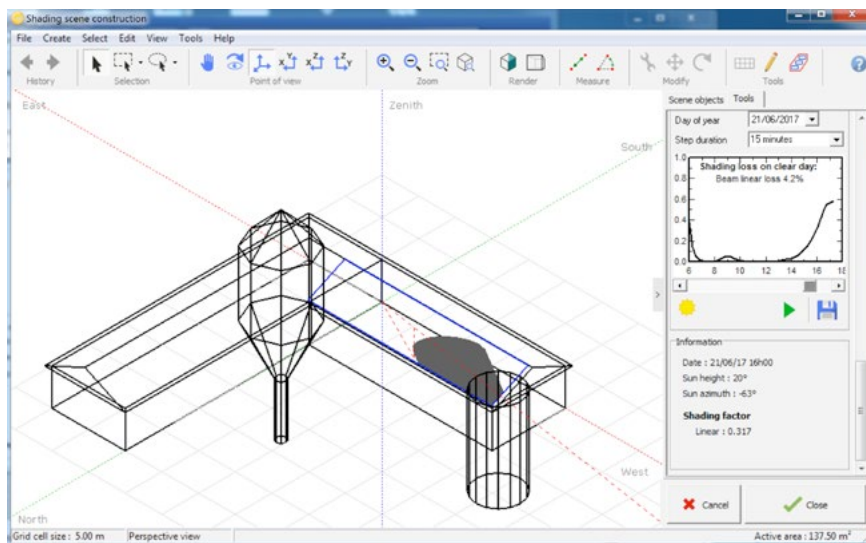 Shading scene construction
File Create Select Edit View Tools Help
History Selection Point of view Zoom Render Measure Modify Tools
Scene objects Tools
East
Zenith
South
West
North
Day of year 21/06/2017
Step duration 15 minutes
Shading loss on clear day:
Beam linear loss 4.2%
1.0
0.8
0.6
0.4
0.2
0.0
6 8 10 12 14 16 18
Information
Date : 21/06/17 16h00
Sun height : 20°
Sun azimuth : -63°
Shading factor
Linear : 0.317
Cancel Close
Grid cell size : 5.00 m Perspective view Active area : 137.50 m²